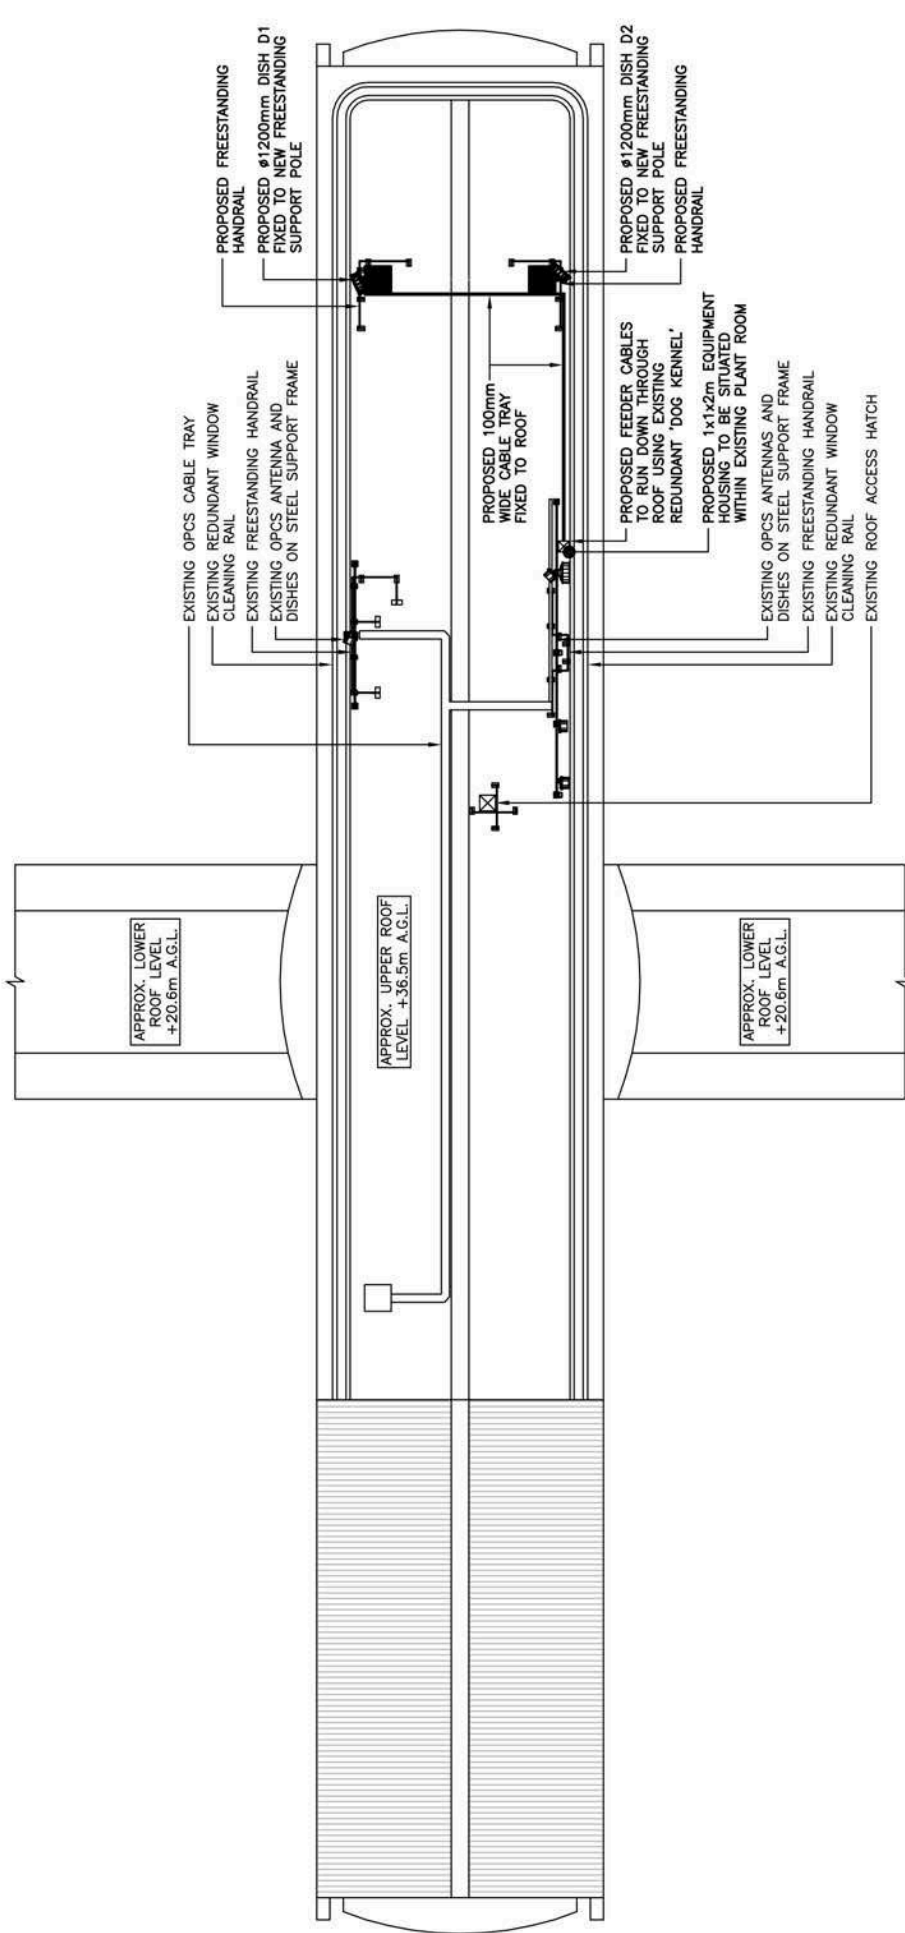 PROPOSED FREESTANDING
HANDRAIL
PROPOSED ø1200mm DISH D1
FIXED TO NEW FREESTANDING
SUPPORT POLE
EXISTING OPCS CABLE TRAY
EXISTING REDUNDANT WINDOW
CLEANING RAIL
EXISTING FREESTANDING HANDRAIL
EXISTING OPCS ANTENNA AND
DISHES ON STEEL SUPPORT FRAME
APPROX. LOWER
ROOF LEVEL
+20.6m A.G.L.
APPROX. UPPER ROOF
LEVEL +36.5m A.G.L.
PROPOSED 100mm
WIDE CABLE TRAY
FIXED TO ROOF
PROPOSED ø1200mm DISH D2
FIXED TO NEW FREESTANDING
SUPPORT POLE
PROPOSED FREESTANDING
HANDRAIL
PROPOSED FEEDER CABLES
TO RUN DOWN THROUGH
ROOF USING EXISTING
REDUNDANT 'DOG KENNEL'
PROPOSED 1x1x2m EQUIPMENT
HOUSING TO BE SITUATED
WITHIN EXISTING PLANT ROOM
EXISTING OPCS ANTENNAS AND
DISHES ON STEEL SUPPORT FRAME
EXISTING FREESTANDING HANDRAIL
EXISTING REDUNDANT WINDOW
CLEANING RAIL
EXISTING ROOF ACCESS HATCH
APPROX. LOWER
ROOF LEVEL
+20.6m A.G.L.